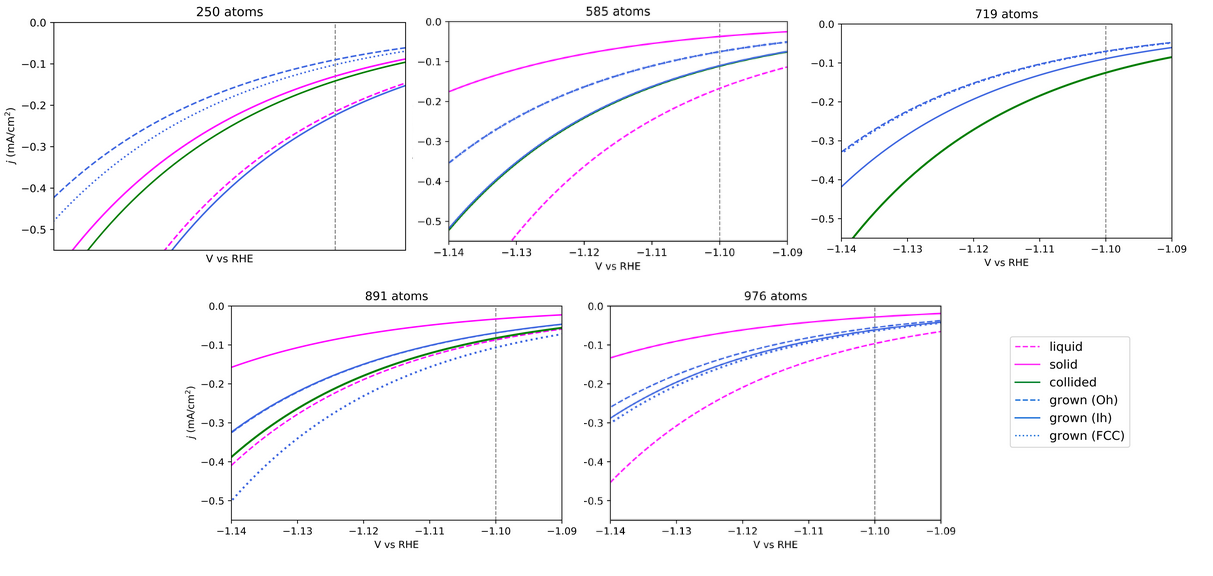 250 atoms
0.0
−0.1
−0.2
−0.3
−0.4
−0.5
j (mA/cm²)
V vs RHE
585 atoms
0.0
−0.1
−0.2
−0.3
−0.4
−0.5
−1.14 −1.13 −1.12 −1.11 −1.10 −1.09
V vs RHE
719 atoms
0.0
−0.1
−0.2
−0.3
−0.4
−0.5
−1.14 −1.13 −1.12 −1.11 −1.10 −1.09
V vs RHE
891 atoms
0.0
−0.1
−0.2
−0.3
−0.4
−0.5
j (mA/cm²)
−1.14 −1.13 −1.12 −1.11 −1.10 −1.09
V vs RHE
976 atoms
0.0
−0.1
−0.2
−0.3
−0.4
−0.5
−1.14 −1.13 −1.12 −1.11 −1.10 −1.09
V vs RHE
liquid
solid
collided
grown (Oh)
grown (Ih)
grown (FCC)